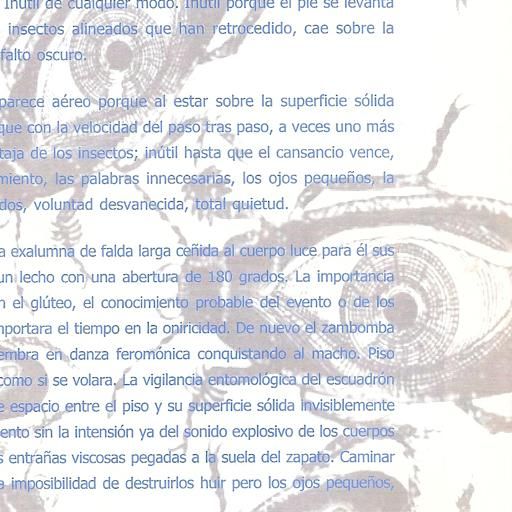 Inútil de cualquier modo. Inútil porque el pie se levanta
insectos alineados que han retrocedido, cae sobre la
falto oscuro.
parece aéreo porque al estar sobre la superficie sólida
que con la velocidad del paso tras paso, a veces uno más
taja de los insectos; inútil hasta que el cansancio vence,
miento, las palabras innecesarias, los ojos pequeños, la
dos, voluntad desvanecida, total quietud.
a exalumna de falda larga ceñida al cuerpo luce para él sus
un lecho con una abertura de 180 grados. La importancia
n el glúteo, el conocimiento probable del evento o de los
mportara el tiempo en la oniricidad. De nuevo el zambomba
embra en danza feromónica conquistando al macho. Piso
como si se volara. La vigilancia entomológica del escuadrón
e espacio entre el piso y su superficie sólida invisiblemente
ento sin la intensión ya del sonido explosivo de los cuerpos
s entrañas viscosas pegadas a la suela del zapato. Caminar
a imposibilidad de destruirlos huir pero los ojos pequeños,